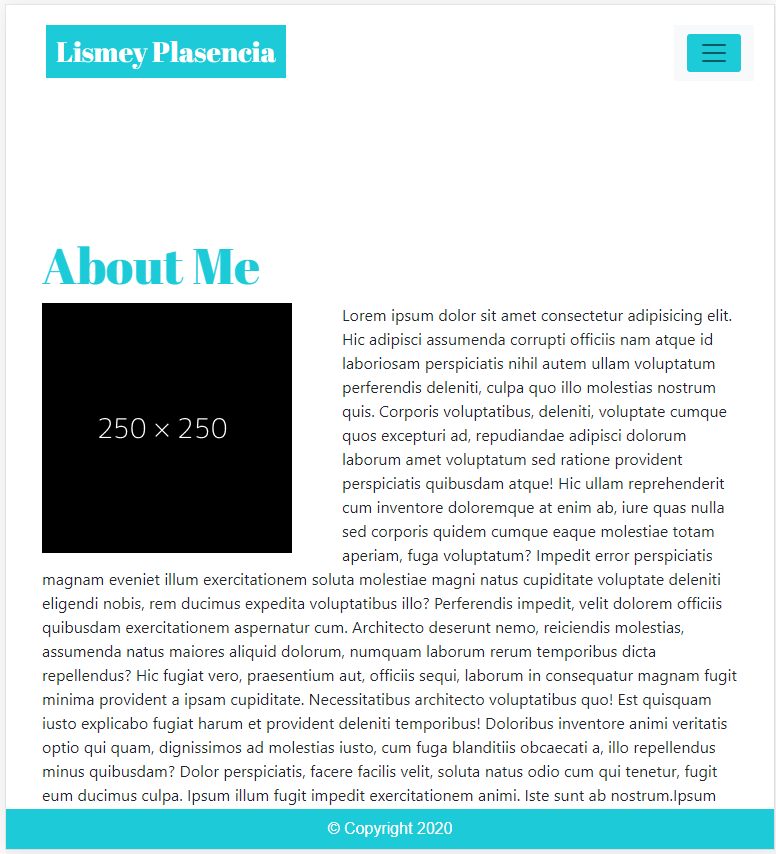 Lismey Plasencia
About Me
250 × 250
Lorem ipsum dolor sit amet consectetur adipisicing elit.
Hic adipisci assumenda corrupti officiis nam atque id
laboriosam perspiciatis nihil autem ullam voluptatum
perferendis deleniti, culpa quo illo molestias nostrum
quis. Corporis voluptatibus, deleniti, voluptate cumque
quos excepturi ad, repudiandae adipisci dolorum
laborum amet voluptatum sed ratione provident
perspiciatis quibusdam atque! Hic ullam reprehenderit
cum inventore doloremque at enim ab, iure quas nulla
sed corporis quidem cumque eaque molestiae totam
aperiam, fuga voluptatum? Impedit error perspiciatis
magnam eveniet illum exercitationem soluta molestiae magni natus cupiditate voluptate deleniti
eligendi nobis, rem ducimus expedita voluptatibus illo? Perferendis impedit, velit dolorem officiis
quibusdam exercitationem aspernatur cum. Architecto deserunt nemo, reiciendis molestias,
assumenda natus maiores aliquid dolorum, numquam laborum rerum temporibus dicta
repellendus? Hic fugiat vero, praesentium aut, officiis sequi, laborum in consequatur magnam fugit
minima provident a ipsam cupiditate. Necessitatibus architecto voluptatibus quo! Est quisquam
iusto explicabo fugiat harum et provident deleniti temporibus! Doloribus inventore animi veritatis
optio qui quam, dignissimos ad molestias iusto, cum fuga blanditiis obcaecati a, illo repellendus
minus quibusdam? Dolor perspiciatis, facere facilis velit, soluta natus odio cum qui tenetur, fugit
eum ducimus culpa. Ipsum illum fugit impedit exercitationem animi. Iste sunt ab nostrum.Ipsum
© Copyright 2020